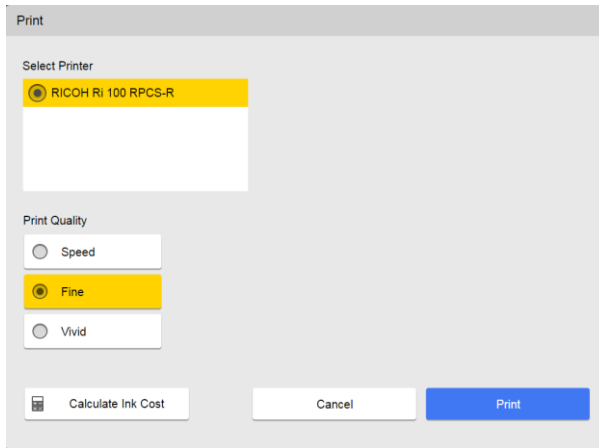 Print
Select Printer
RICOH Ri 100 RPCS-R
Print Quality
Speed
Fine
Vivid
Calculate Ink Cost
Cancel
Print